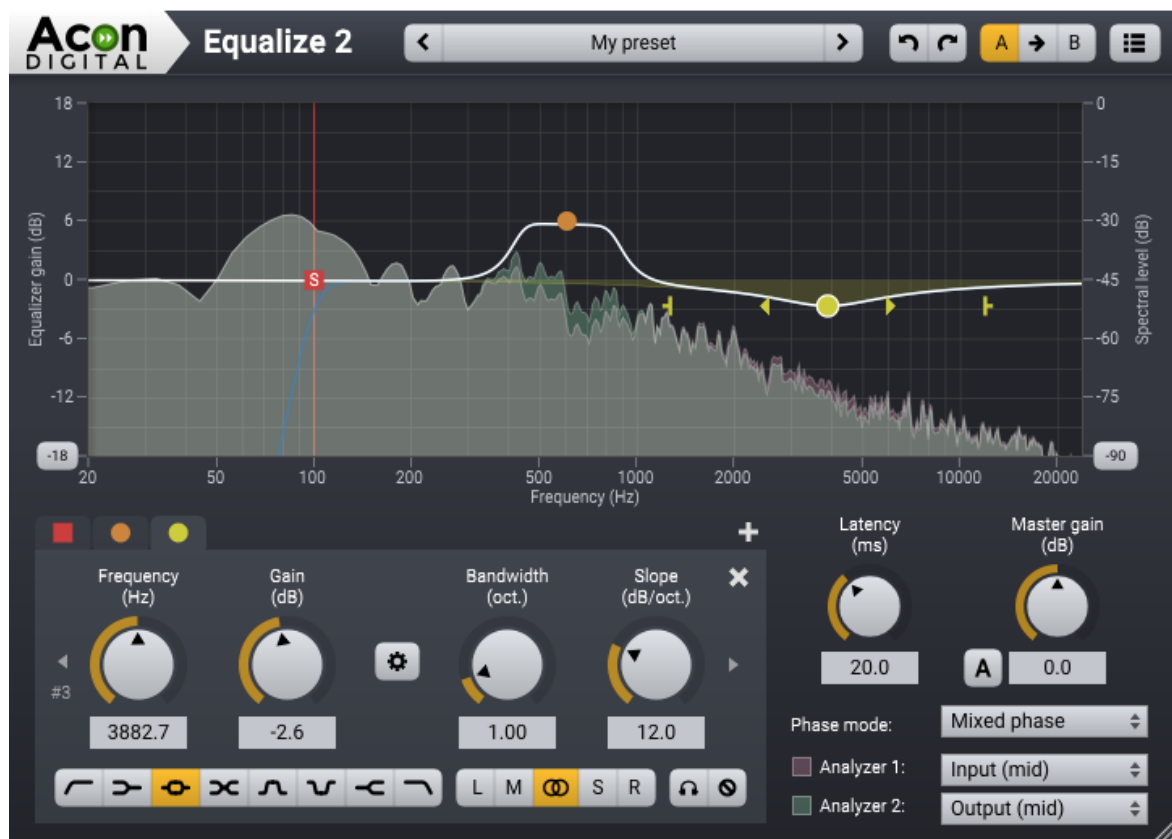 Acon
DIGITAL
Equalize 2
My preset
A
B
18
12
6
0
-6
-12
-18
Equalizer gain (dB)
S
0
-15
-30
-45
-60
-75
-90
Spectral level (dB)
20 50 100 200 500 1000 2000 5000 10000 20000
Frequency (Hz)
Frequency
(Hz)
Gain
(dB)
Bandwidth
(oct.)
Slope
(dB/oct.)
#3
3882.7
-2.6
1.00
12.0
L M S R
Latency
(ms)
20.0
Master gain
(dB)
A
0.0
Phase mode: Mixed phase
Analyzer 1: Input (mid)
Analyzer 2: Output (mid)